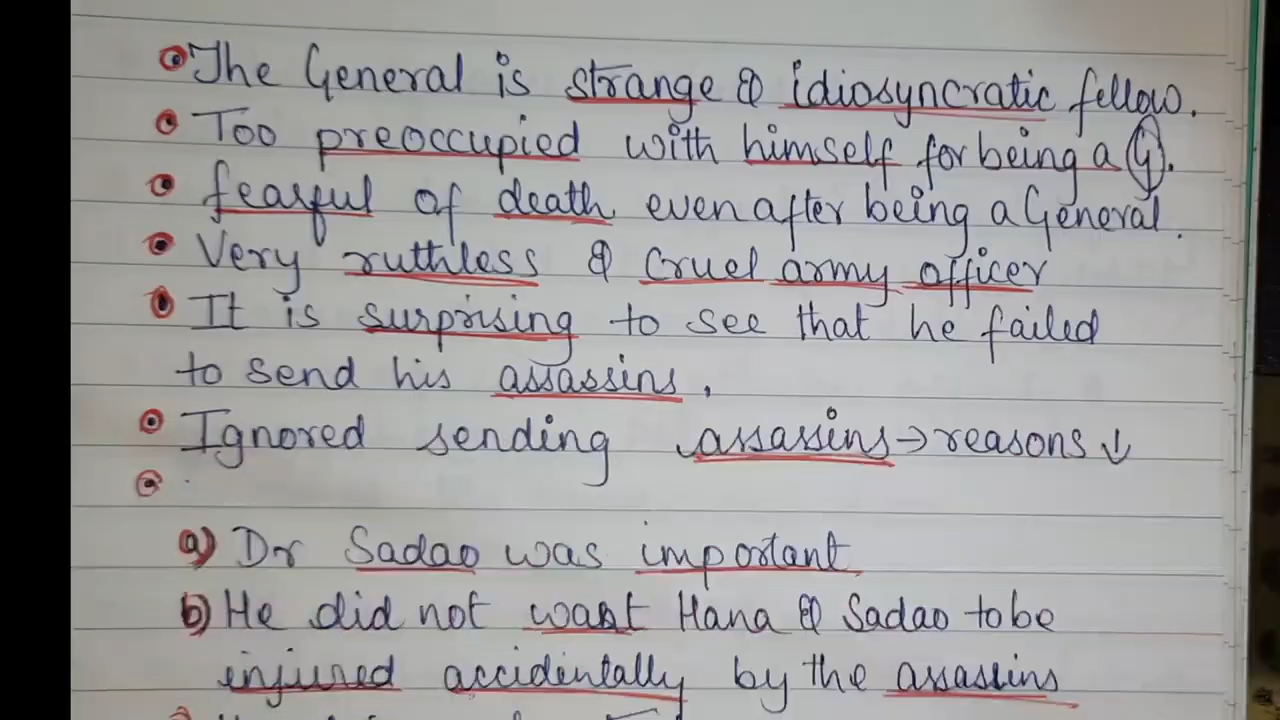 The General is strange & idiosyncratic fellow.
Too preoccupied with himself for being a G.
fearful of death even after being a General.
Very ruthless & cruel army officer
It is surprising to see that he failed
to send his assassins.
Ignored sending assassins → reasons ↓
a) Dr Sadao was important
b) He did not want Hana & Sadao to be
injured accidentally by the assassins